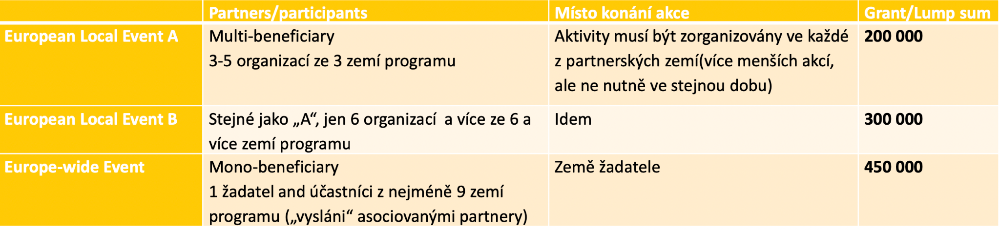 Partners/participants Místo konání akce Grant/Lump sum
European Local Event A Multi-beneficiary Aktivity musí být zorganizovány ve každé 200 000
3-5 organizací ze 3 zemí programu z partnerských zemí(více menších akcí,
ale ne nutně ve stejnou dobu)
European Local Event B Stejné jako „A“, jen 6 organizací a více ze 6 a Idem 300 000
více zemí programu
Europe-wide Event Mono-beneficiary Země žadatele 450 000
1 žadatel and účastníci z nejméně 9 zemí
programu („vysláni“ asociovanými partnery)